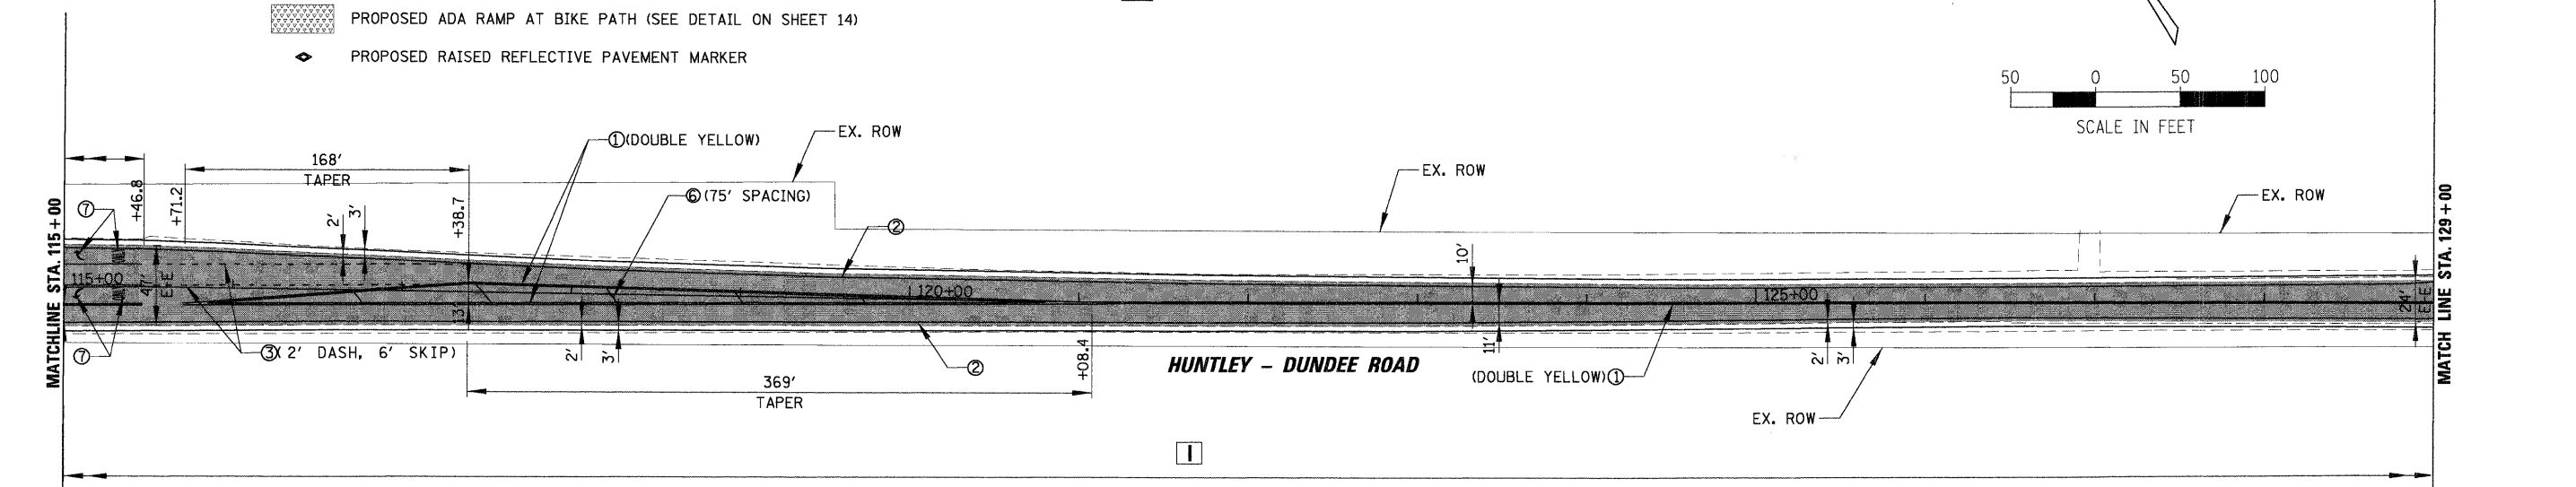 PROPOSED ADA RAMP AT BIKE PATH (SEE DETAIL ON SHEET 14)
PROPOSED RAISED REFLECTIVE PAVEMENT MARKER
50 0 50 100
SCALE IN FEET
①(DOUBLE YELLOW)
EX. ROW
168'
TAPER
EX. ROW
⑥(75' SPACING)
EX. ROW
MATCHLINE STA. 115+00
⑦
+46.8
+71.2
2'
3'
+38.7
②
10'
MATCH LINE STA. 129+00
115+00
47'
E-E
120+00
125+00
13'
24'
E-E
⑦
③(2' DASH, 6' SKIP)
2'
3'
②
+08.4
11'
2'
3'
HUNTLEY - DUNDEE ROAD
369'
TAPER
(DOUBLE YELLOW)①
EX. ROW
I